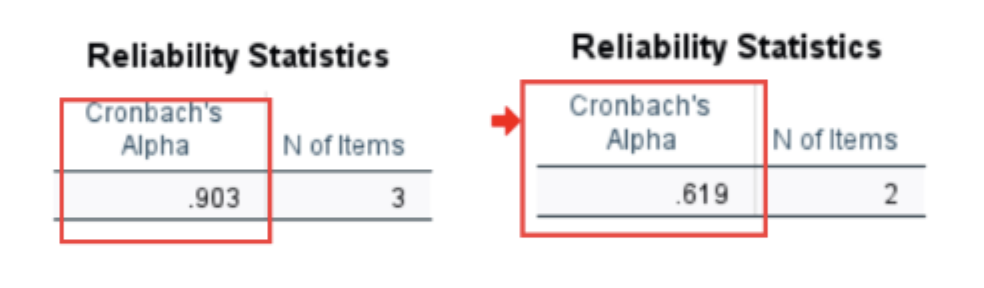 Reliability Statistics
Cronbach's
Alpha N of Items
.903 3
Reliability Statistics
Cronbach's
Alpha N of Items
.619 2